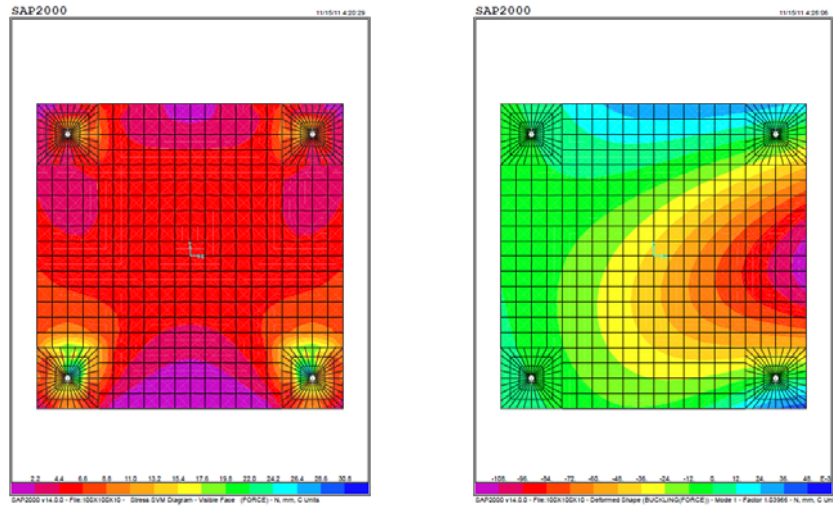 SAP2000
11/15/11 4:20:29
2.2 4.4 6.6 8.8 11.0 13.2 15.4 17.6 19.8 22.0 24.2 26.4 28.6 30.8
SAP2000 v14.0.0 - File:100X100X10 - Stress SVM Diagram - Visible Face (FORCE) - N, mm, C Units
SAP2000
11/15/11 4:26:06
-108. -96. -84. -72. -60. -48. -36. -24. -12. 0. 12. 24. 36. 48. E-3
SAP2000 v14.0.0 - File:100X100X10 - Deformed Shape (BUCKLING(FORCE)) - Mode 1 - Factor 1.03966 - N, mm, C Uni